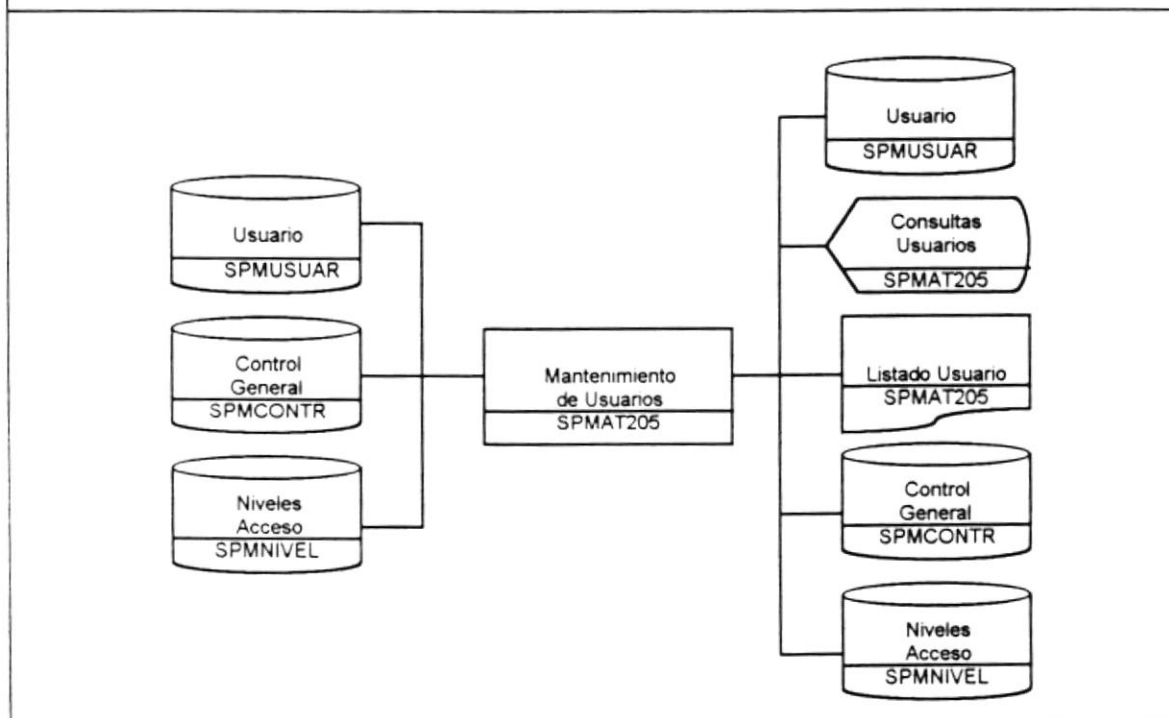 Usuario
SPMUSUAR
Control
General
SPMCONTR
Niveles
Acceso
SPMNIVEL
Mantenimiento
de Usuarios
SPMAT205
Usuario
SPMUSUAR
Consultas
Usuarios
SPMAT205
Listado Usuario
SPMAT205
Control
General
SPMCONTR
Niveles
Acceso
SPMNIVEL